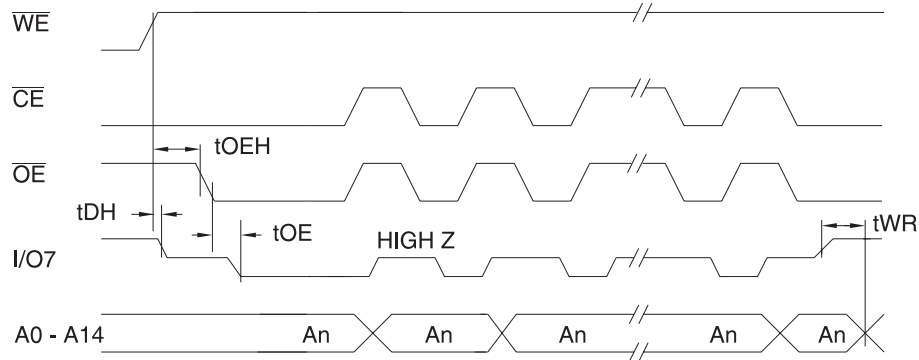 WE
CE
tOEH
OE
tDH
tOE
HIGH Z
tWR
I/O7
A0 - A14 An An An An An